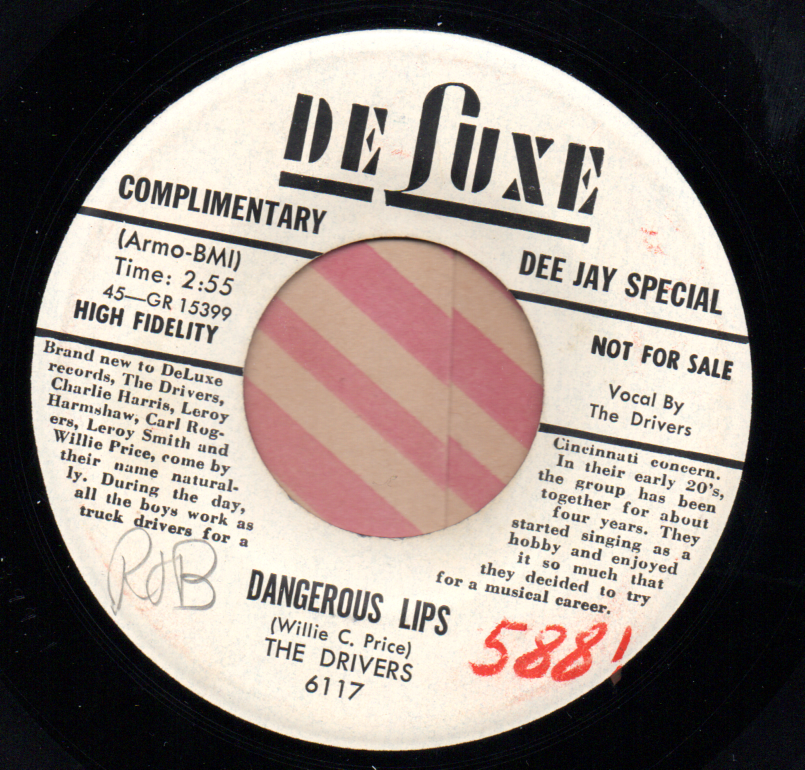 DELUXE
COMPLIMENTARY
DEE JAY SPECIAL
(Armo-BMI)
Time: 2:55
45—GR 15399
HIGH FIDELITY
NOT FOR SALE
Vocal By
The Drivers
Brand new to DeLuxe
records, The Drivers,
Charlie Harris, Leroy
Harmshaw, Carl Rog-
ers, Leroy Smith and
Willie Price, come by
their name natural-
ly. During the day,
all the boys work as
truck drivers for a
Cincinnati concern.
In their early 20's,
the group has been
together for about
four years. They
started singing as a
hobby and enjoyed
it so much that
they decided to try
for a musical career.
R&B
DANGEROUS LIPS
(Willie C. Price)
THE DRIVERS
6117
588!